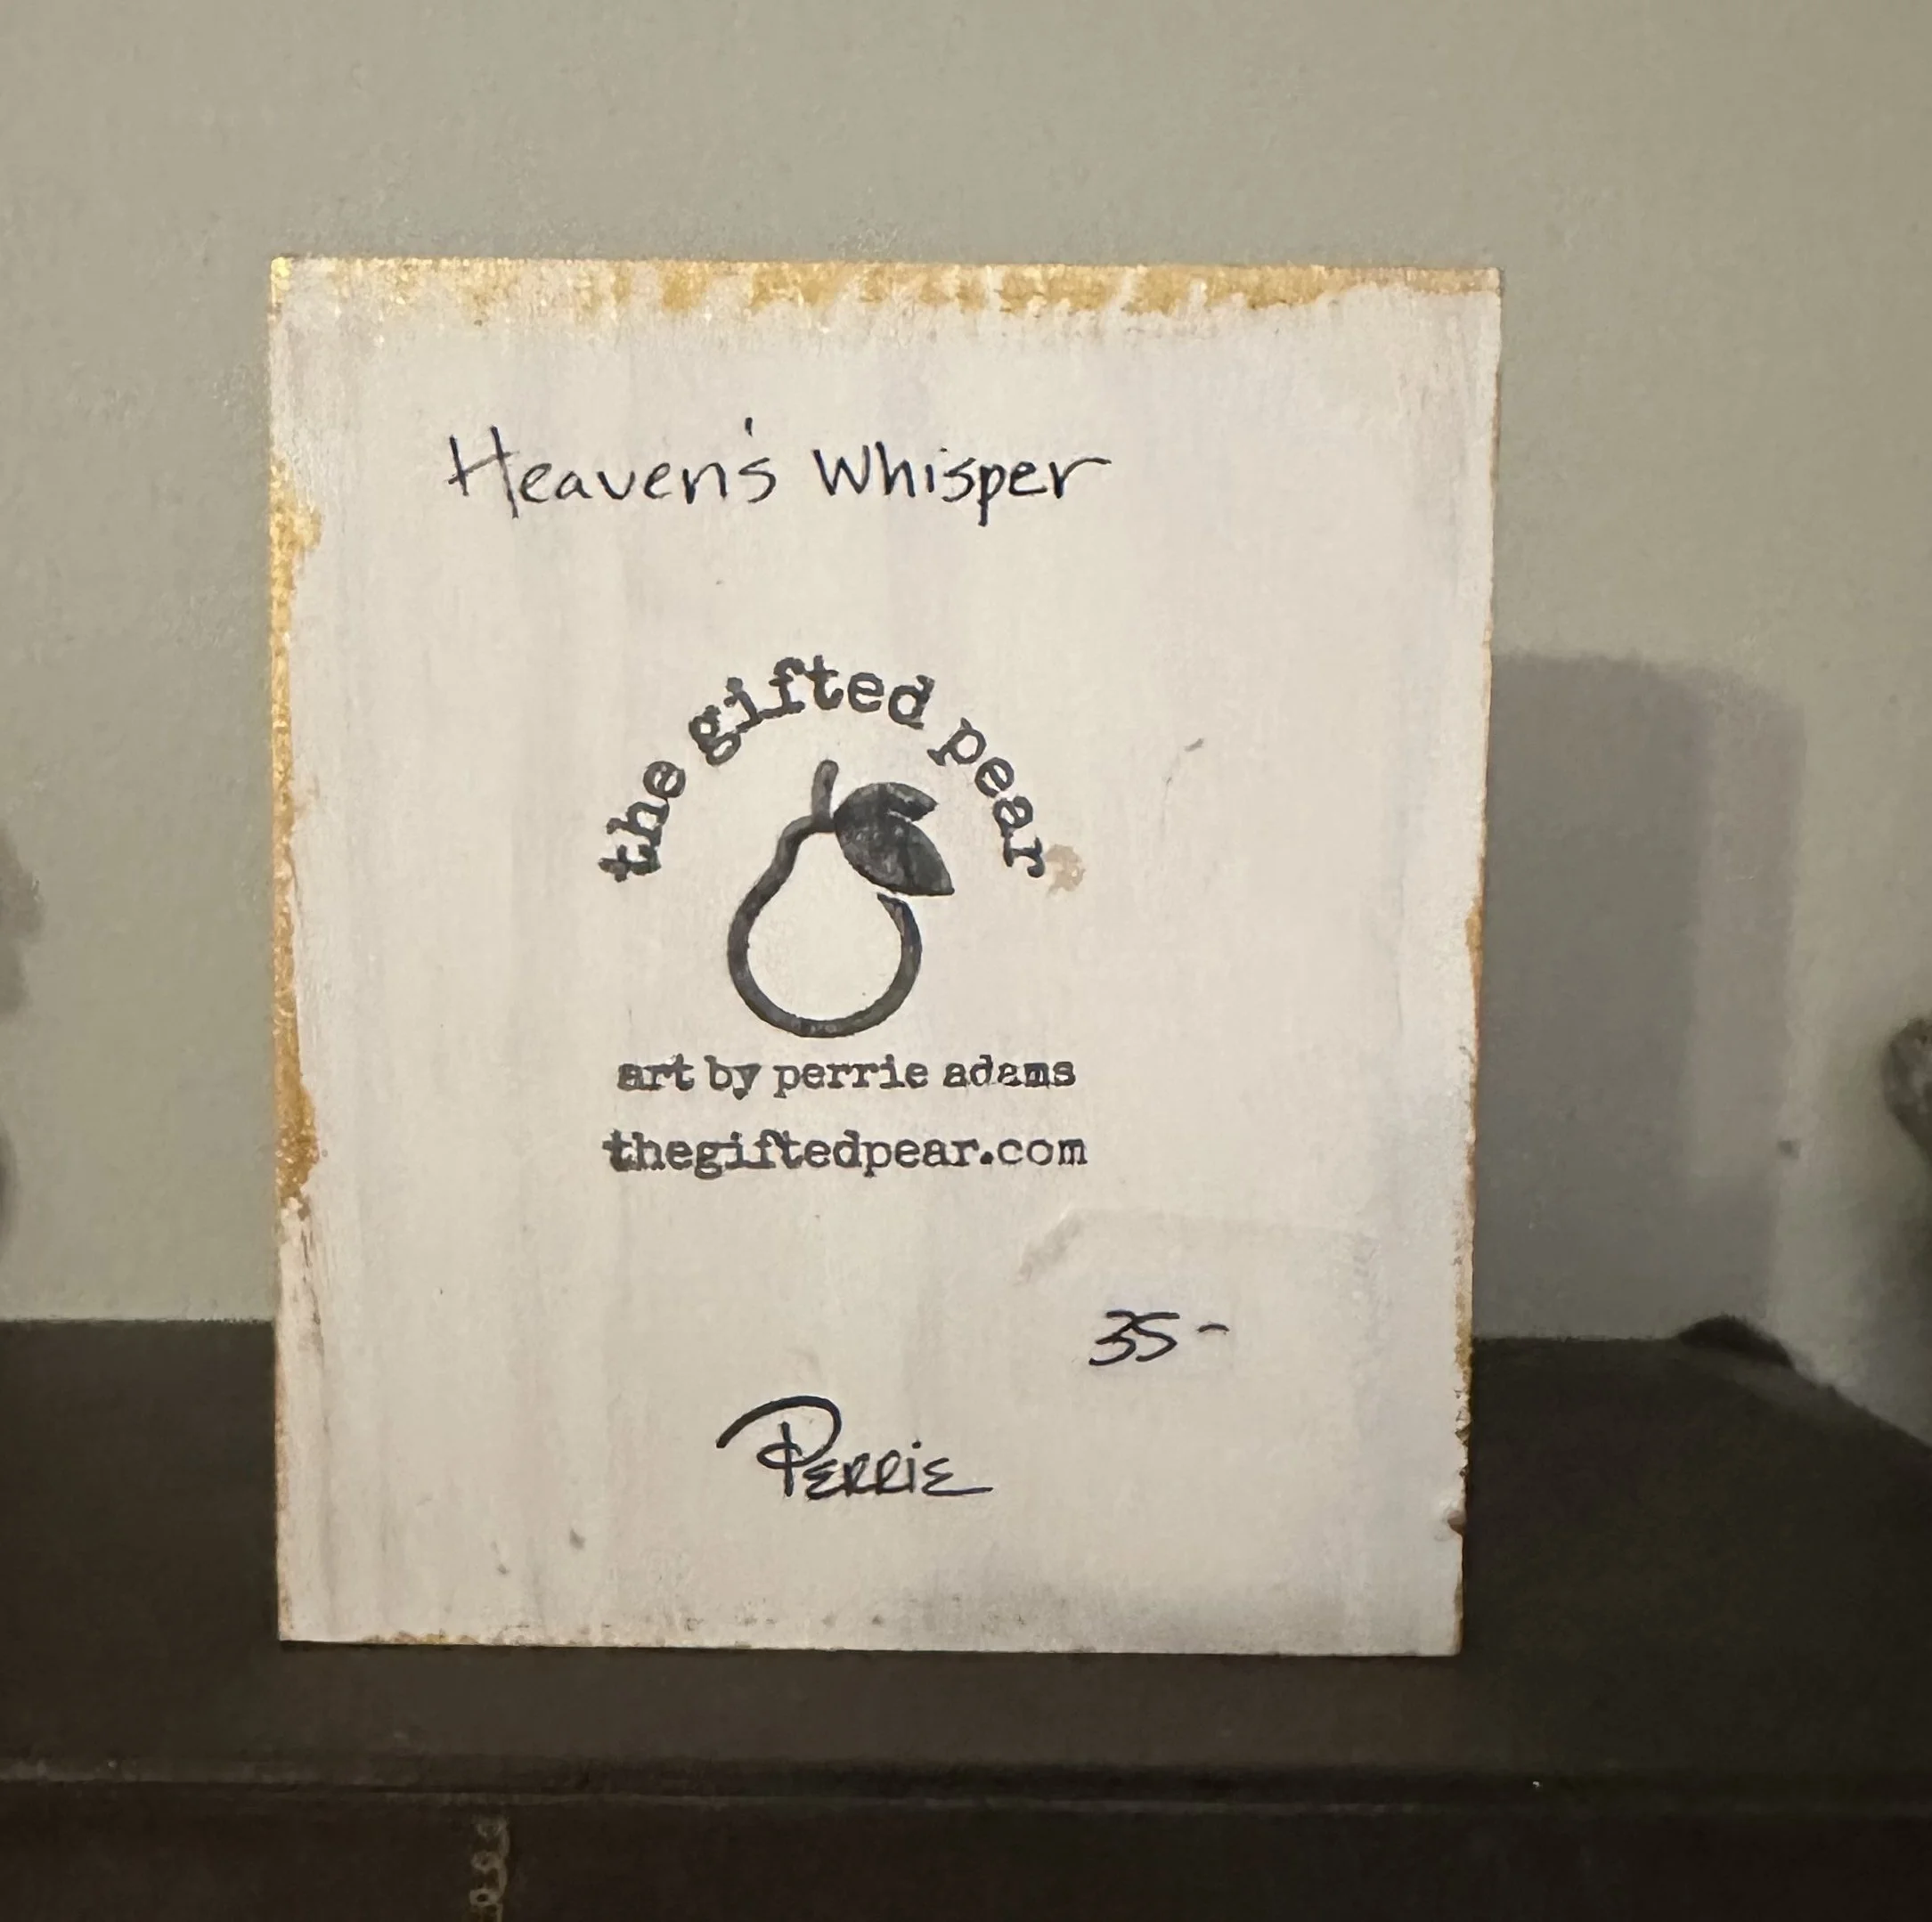 Heaven's Whisper
the gifted pear
art by perrie adams
thegiftedpear.com
35-
Perrie